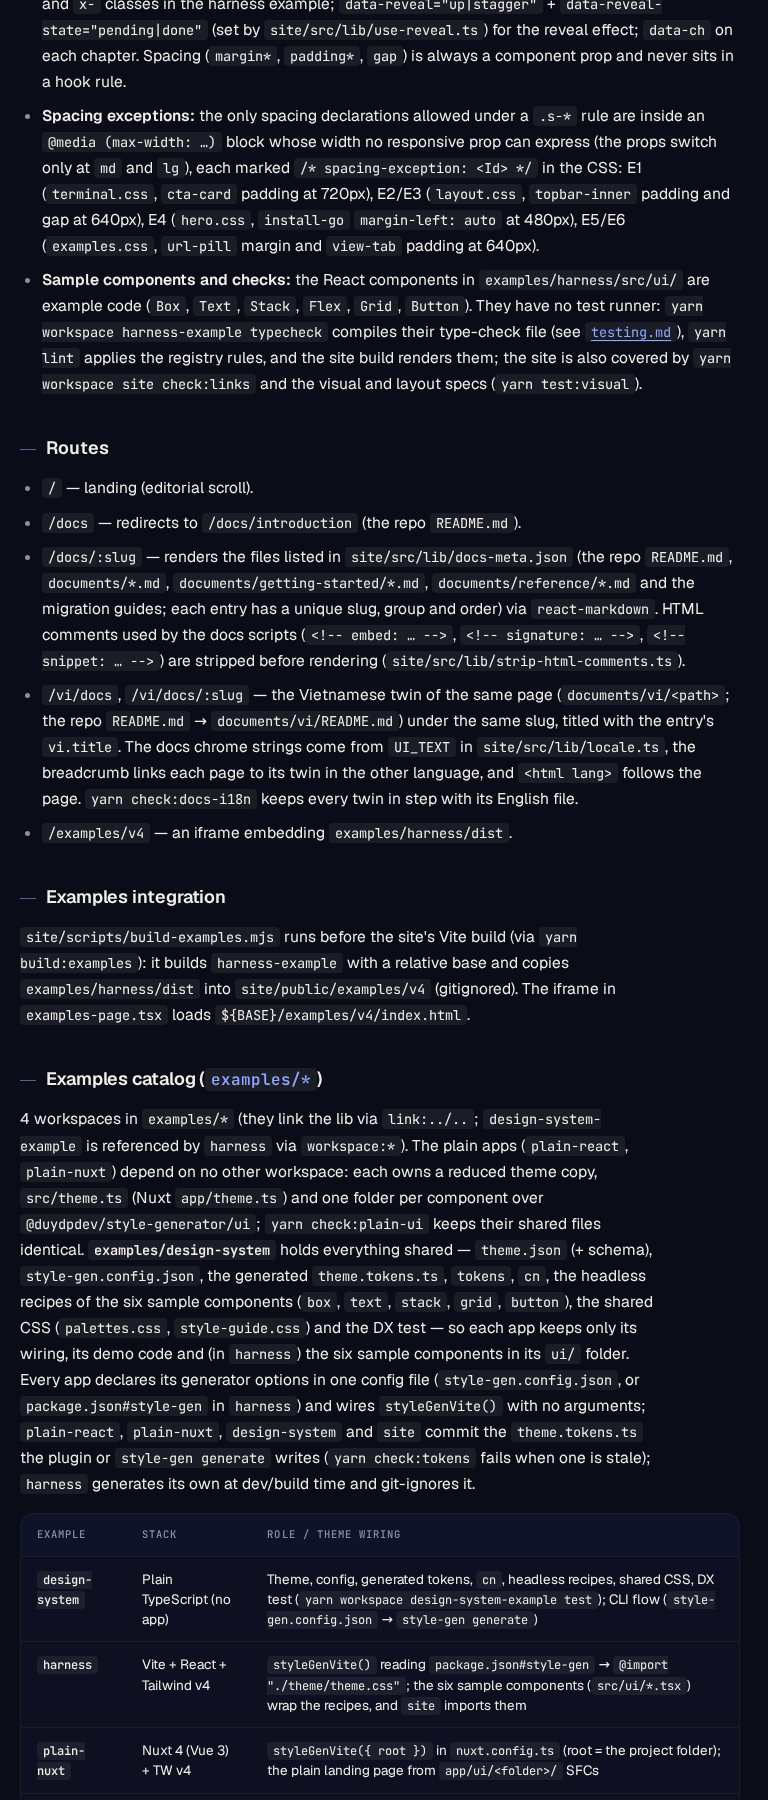 and x- classes in the harness example; data-reveal="up|stagger" + data-reveal-
state="pending|done" (set by site/src/lib/use-reveal.ts) for the reveal effect; data-ch on
each chapter. Spacing (margin*, padding*, gap) is always a component prop and never sits in
a hook rule.
• Spacing exceptions: the only spacing declarations allowed under a .s-* rule are inside an
@media (max-width: …) block whose width no responsive prop can express (the props switch
only at md and lg), each marked /* spacing-exception: <Id> */ in the CSS: E1
(terminal.css, cta-card padding at 720px), E2/E3 (layout.css, topbar-inner padding and
gap at 640px), E4 (hero.css, install-go margin-left: auto at 480px), E5/E6
(examples.css, url-pill margin and view-tab padding at 640px).
• Sample components and checks: the React components in examples/harness/src/ui/ are
example code (Box, Text, Stack, Flex, Grid, Button). They have no test runner: yarn
workspace harness-example typecheck compiles their type-check file (see testing.md), yarn
lint applies the registry rules, and the site build renders them; the site is also covered by yarn
workspace site check:links and the visual and layout specs (yarn test:visual).
— Routes
• / — landing (editorial scroll).
• /docs — redirects to /docs/introduction (the repo README.md).
• /docs/:slug — renders the files listed in site/src/lib/docs-meta.json (the repo README.md,
documents/*.md, documents/getting-started/*.md, documents/reference/*.md and the
migration guides; each entry has a unique slug, group and order) via react-markdown. HTML
comments used by the docs scripts (<!-- embed: … -->, <!-- signature: … -->, <!--
snippet: … -->) are stripped before rendering (site/src/lib/strip-html-comments.ts).
• /vi/docs, /vi/docs/:slug — the Vietnamese twin of the same page (documents/vi/<path>;
the repo README.md → documents/vi/README.md) under the same slug, titled with the entry's
vi.title. The docs chrome strings come from UI_TEXT in site/src/lib/locale.ts, the
breadcrumb links each page to its twin in the other language, and <html lang> follows the
page. yarn check:docs-i18n keeps every twin in step with its English file.
• /examples/v4 — an iframe embedding examples/harness/dist.
— Examples integration
site/scripts/build-examples.mjs runs before the site's Vite build (via yarn
build:examples): it builds harness-example with a relative base and copies
examples/harness/dist into site/public/examples/v4 (gitignored). The iframe in
examples-page.tsx loads ${BASE}/examples/v4/index.html.
— Examples catalog (examples/*)
4 workspaces in examples/* (they link the lib via link:../..; design-system-
example is referenced by harness via workspace:*). The plain apps (plain-react,
plain-nuxt) depend on no other workspace: each owns a reduced theme copy,
src/theme.ts (Nuxt app/theme.ts) and one folder per component over
@duydpdev/style-generator/ui; yarn check:plain-ui keeps their shared files
identical. examples/design-system holds everything shared — theme.json (+ schema),
style-gen.config.json, the generated theme.tokens.ts, tokens, cn, the headless
recipes of the six sample components (box, text, stack, grid, button), the shared
CSS (palettes.css, style-guide.css) and the DX test — so each app keeps only its
wiring, its demo code and (in harness) the six sample components in its ui/ folder.
Every app declares its generator options in one config file (style-gen.config.json, or
package.json#style-gen in harness) and wires styleGenVite() with no arguments;
plain-react, plain-nuxt, design-system and site commit the theme.tokens.ts
the plugin or style-gen generate writes (yarn check:tokens fails when one is stale);
harness generates its own at dev/build time and git-ignores it.
EXAMPLE STACK ROLE / THEME WIRING
design- Plain Theme, config, generated tokens, cn, headless recipes, shared CSS, DX
system TypeScript (no test (yarn workspace design-system-example test); CLI flow (style-
app) gen.config.json → style-gen generate)
harness Vite + React + styleGenVite() reading package.json#style-gen → @import
Tailwind v4 "./theme/theme.css"; the six sample components (src/ui/*.tsx)
wrap the recipes, and site imports them
plain- Nuxt 4 (Vue 3) styleGenVite({ root }) in nuxt.config.ts (root = the project folder);
nuxt + TW v4 the plain landing page from app/ui/<folder>/ SFCs